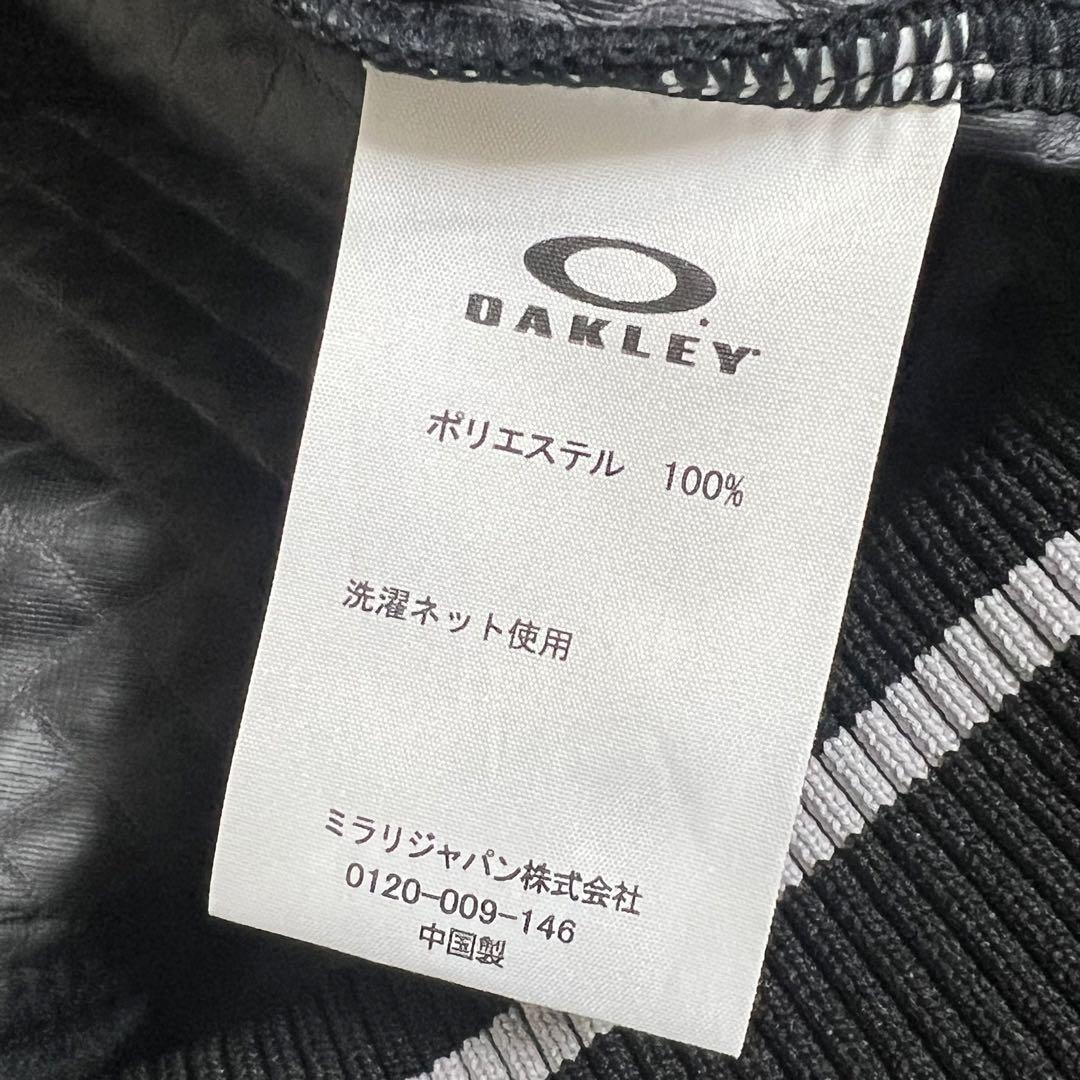 OAKLEY
ポリエステル　100%
洗濯ネット使用
ミラリジャパン株式会社
0120-009-146
中国製